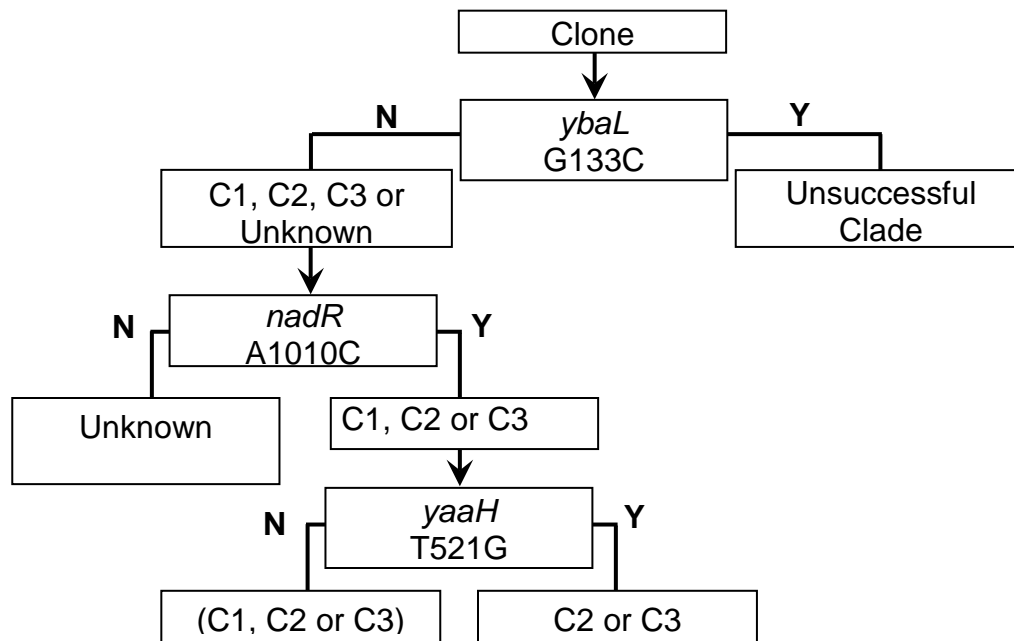 Clone
N
Y
ybaL
G133C
C1, C2, C3 or
Unknown
Unsuccessful
Clade
N
Y
nadR
A1010C
Unknown
C1, C2 or C3
N
Y
yaaH
T521G
(C1, C2 or C3)
C2 or C3